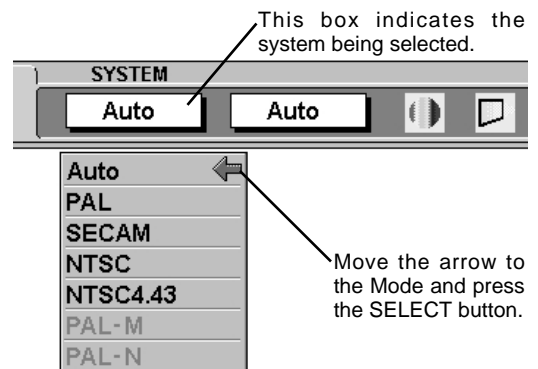 This box indicates the
system being selected.
SYSTEM
Auto
Auto
Auto
PAL
SECAM
NTSC
NTSC4.43
PAL-M
PAL-N
Move the arrow to
the Mode and press
the SELECT button.